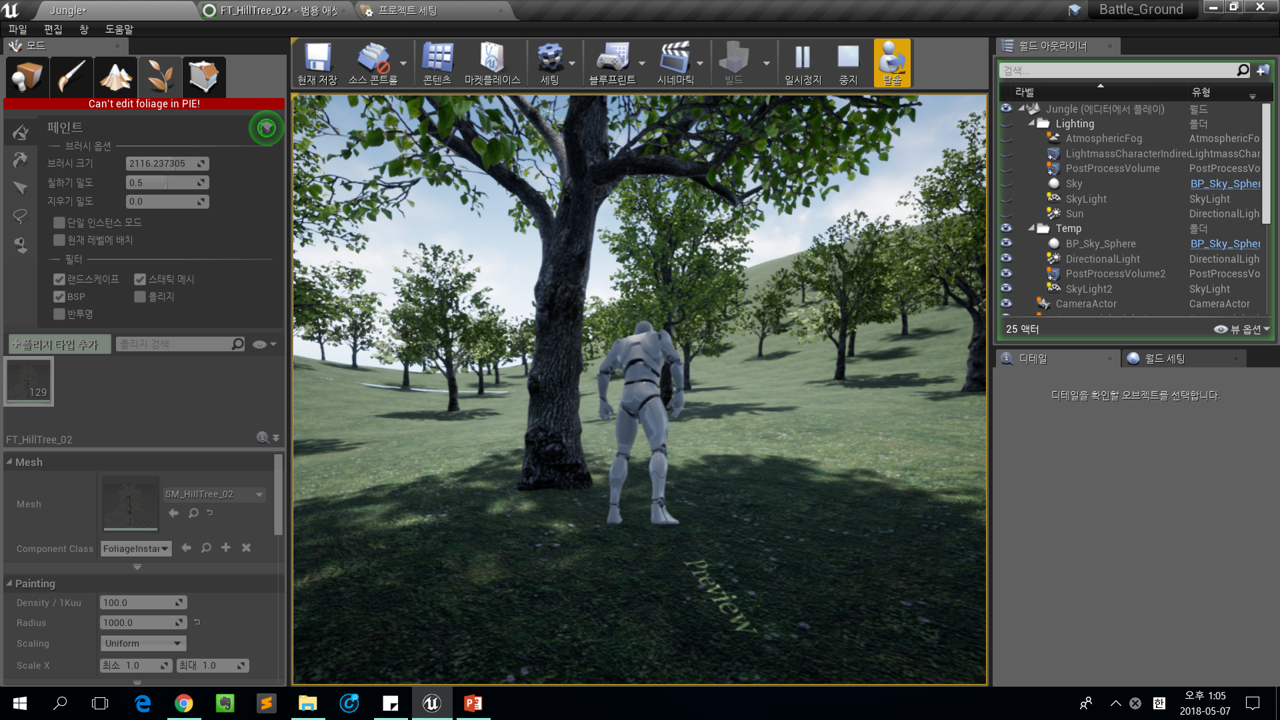 Jungle•
FT_HillTree_02•
프로젝트 세팅
Battle_Ground
파일 편집 창 도움말
모드
현재 저장
소스 콘트롤
콘텐츠
마켓플레이스
세팅
블루프린트
시네마틱
빌드
일시정지
중지
Can't edit foliage in PIE!
페인트
브러시 옵션
브러시 크기 2116.237305
칠하기 밀도 0.5
지우기 밀도 0.0
단일 인스턴스 모드
현재 레벨에 배치
필터
랜드스케이프 스태틱 메시
BSP 폴리지
반투명
+폴리지 타입 추가 폴리지 검색
129
FT_HillTree_02
Mesh
Mesh SM_HillTree_02
Component Class FoliageInstar
Painting
Density / 1Kuu 100.0
Radius 1000.0
Scaling Uniform
Scale X 최소 1.0 최대 1.0
Preview
월드 아웃라이너
검색...
라벨 유형
Jungle (에디터에서 플레이) 월드
Lighting 폴더
AtmosphericFog AtmosphericFo
LightmassCharacterIndirec LightmassChar
PostProcessVolume PostProcessVo
Sky BP_Sky_Spher
SkyLight SkyLight
Sun DirectionalLigh
Temp 폴더
BP_Sky_Sphere BP_Sky_Spher
DirectionalLight DirectionalLigh
PostProcessVolume2 PostProcessVo
SkyLight2 SkyLight
CameraActor CameraActor
25 액터 뷰 옵션
디테일
월드 세팅
디테일을 확인할 오브젝트를 선택합니다.
한
오후 1:05
2018-05-07